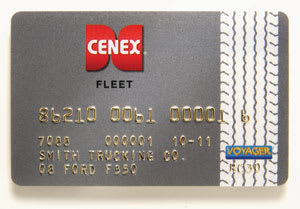 CENEX
FLEET
86210 0061 00001 6
7088 000001 10-11
SMITH TRUCKING CO.
08 FORD F350
VOYAGER